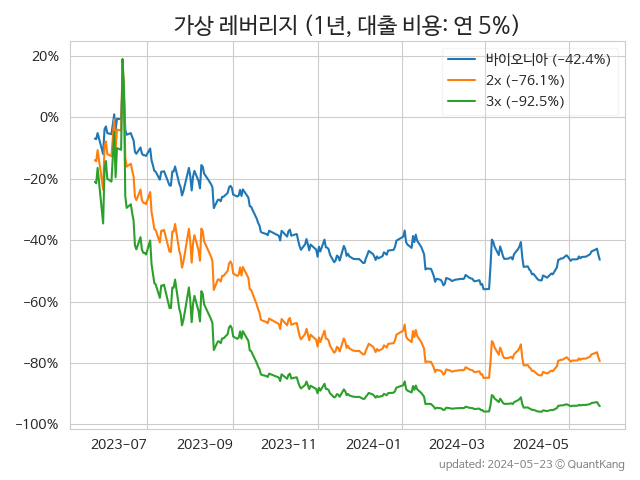 가상 레버리지 (1년, 대출 비용: 연 5%)
바이오니아 (−42.4%)
2x (−76.1%)
3x (−92.5%)
20%
0%
−20%
−40%
−60%
−80%
−100%
2023-07 2023-09 2023-11 2024-01 2024-03 2024-05
updated: 2024-05-23 ⓒ QuantKang